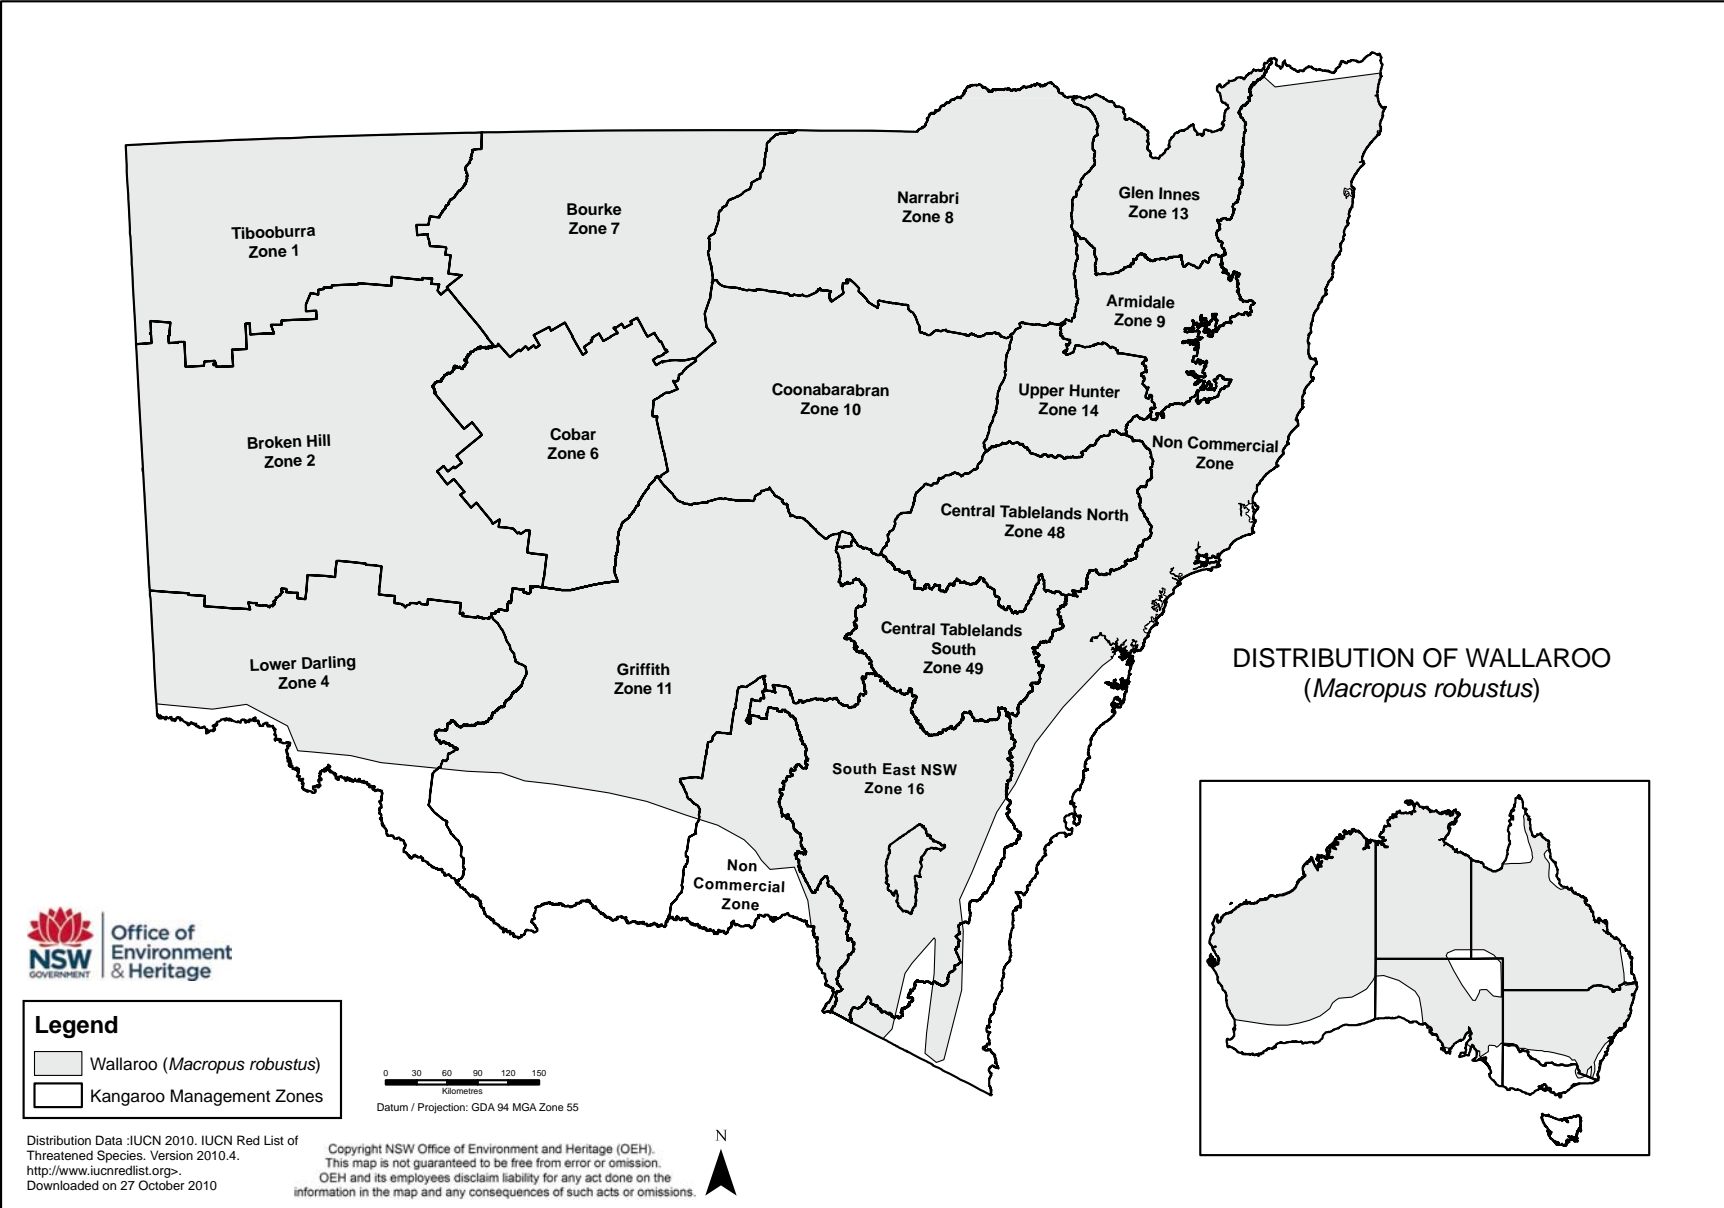 Tibooburra
Zone 1
Bourke
Zone 7
Narrabri
Zone 8
Glen Innes
Zone 13
Armidale
Zone 9
Broken Hill
Zone 2
Cobar
Zone 6
Coonabarabran
Zone 10
Upper Hunter
Zone 14
Non Commercial
Zone
Central Tablelands North
Zone 48
Lower Darling
Zone 4
Griffith
Zone 11
Central Tablelands
South
Zone 49
South East NSW
Zone 16
Non
Commercial
Zone
DISTRIBUTION OF WALLAROO
(Macropus robustus)
NSW
GOVERNMENT
Office of
Environment
& Heritage
Legend
Wallaroo (Macropus robustus)
Kangaroo Management Zones
0 30 60 90 120 150
Kilometres
Datum / Projection: GDA 94 MGA Zone 55
Distribution Data :IUCN 2010. IUCN Red List of
Threatened Species. Version 2010.4.
http://www.iucnredlist.org>.
Downloaded on 27 October 2010
Copyright NSW Office of Environment and Heritage (OEH).
This map is not guaranteed to be free from error or omission.
OEH and its employees disclaim liability for any act done on the
information in the map and any consequences of such acts or omissions.
N